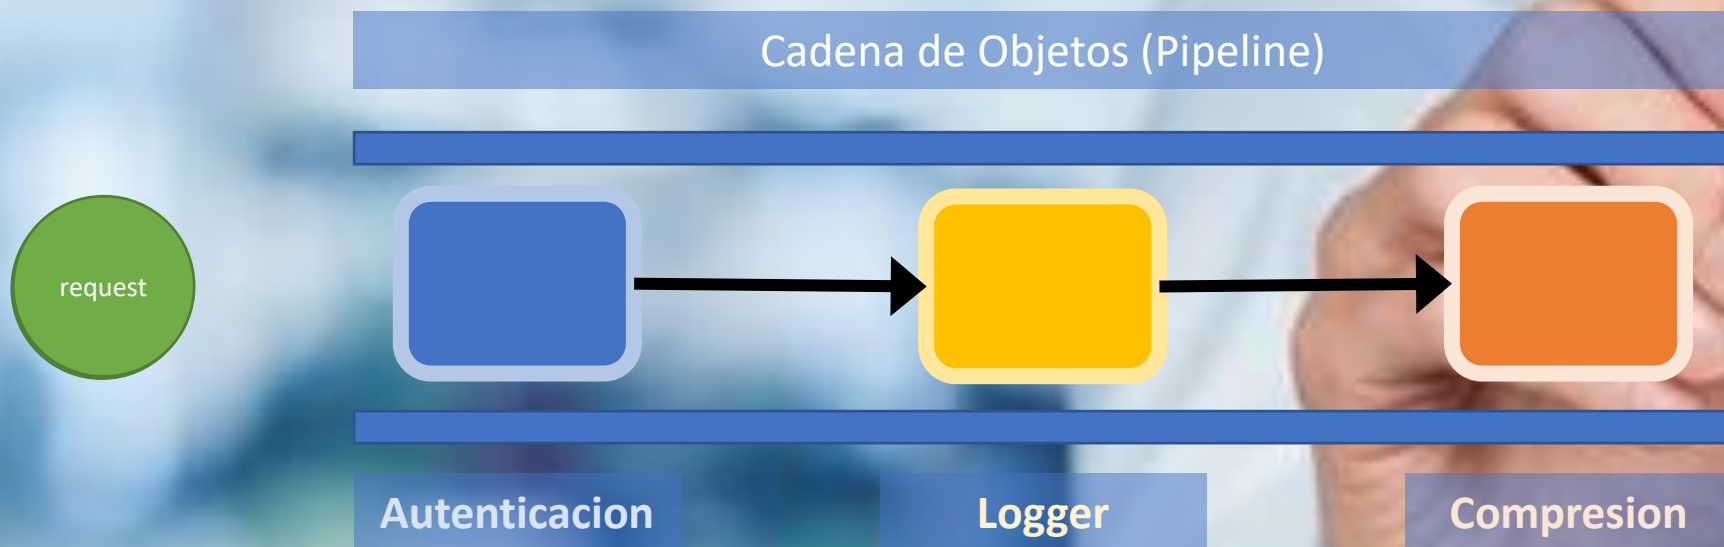 Cadena de Objetos (Pipeline)
request
Autenticacion
Logger
Compresion